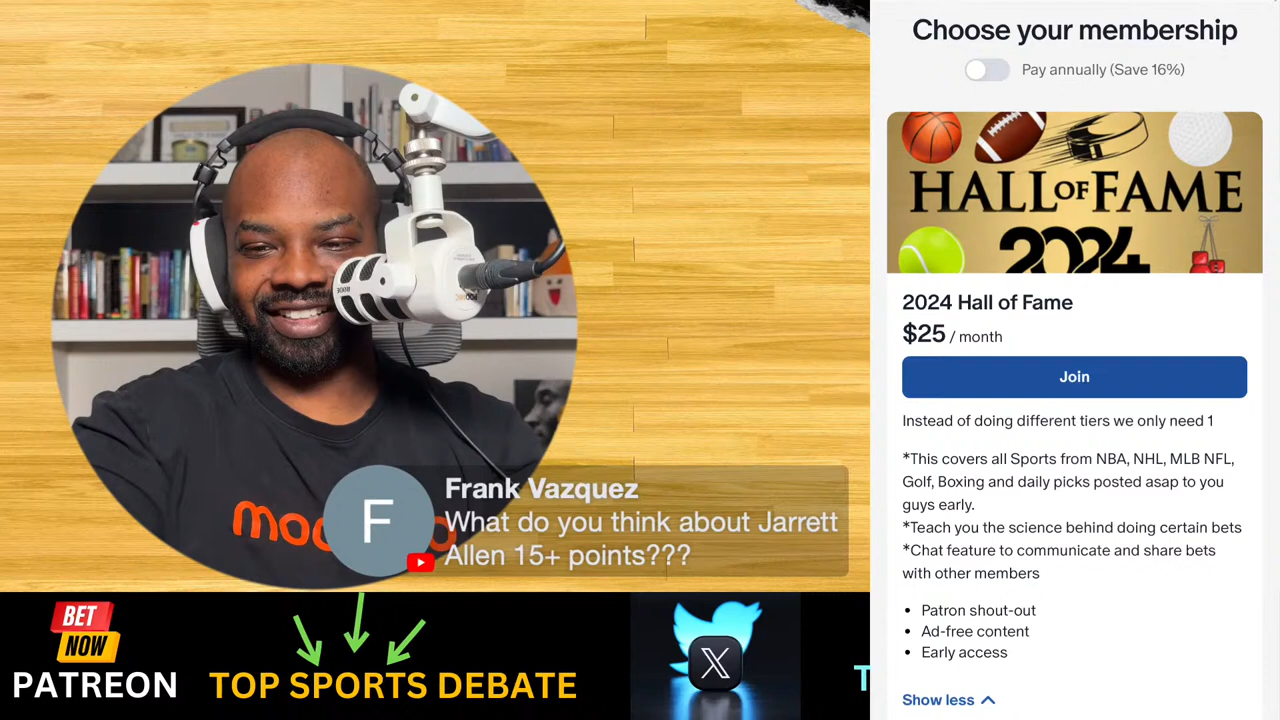 Choose your membership
Pay annually (Save 16%)
HALL OF FAME
2024
2024 Hall of Fame
$25 / month
Join
Instead of doing different tiers we only need 1
*This covers all Sports from NBA, NHL, MLB NFL,
Golf, Boxing and daily picks posted asap to you
guys early.
*Teach you the science behind doing certain bets
*Chat feature to communicate and share bets
with other members
• Patron shout-out
• Ad-free content
• Early access
Show less
F
Frank Vazquez
What do you think about Jarrett
Allen 15+ points???
BET
NOW
PATREON
TOP SPORTS DEBATE
X
T